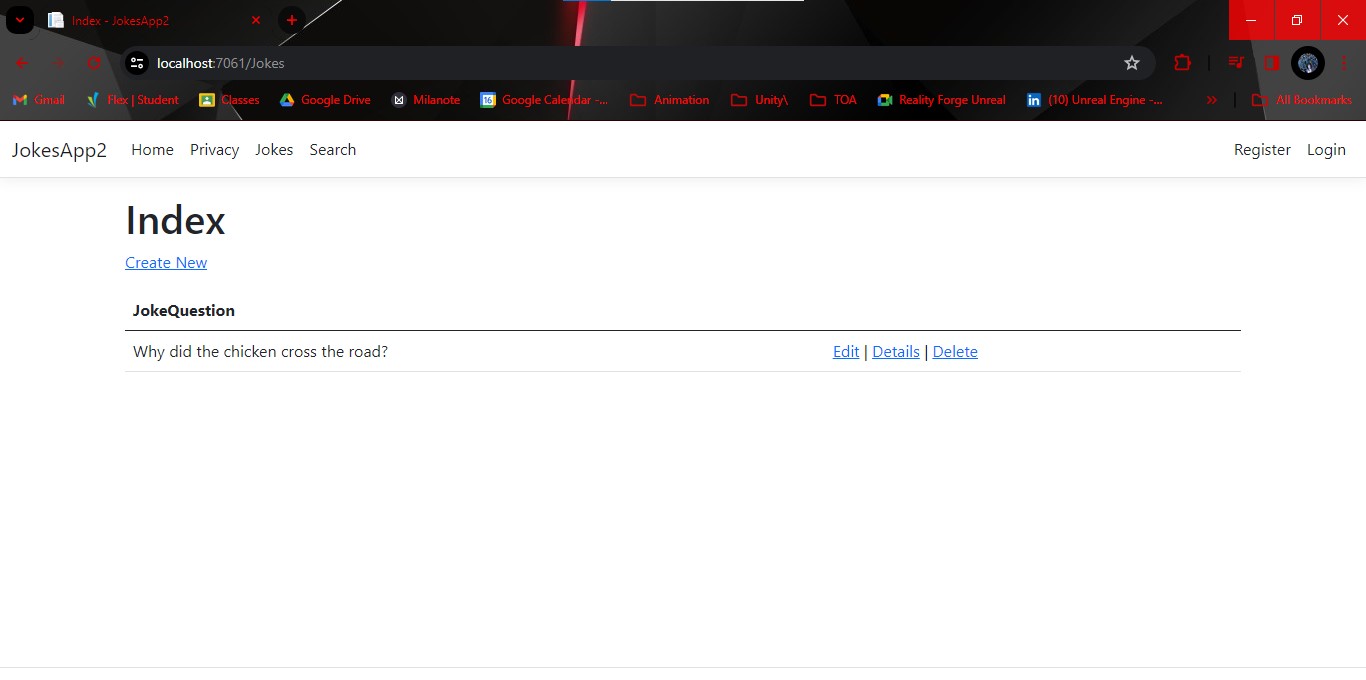 Index - JokesApp2
localhost:7061/Jokes
Gmail Flex | Student Classes Google Drive Milanote 16 Google Calendar -... Animation Unity\ TOA Reality Forge Unreal in (10) Unreal Engine -... » All Bookmarks
JokesApp2 Home Privacy Jokes Search Register Login
Index
Create New
JokeQuestion
Why did the chicken cross the road? Edit | Details | Delete